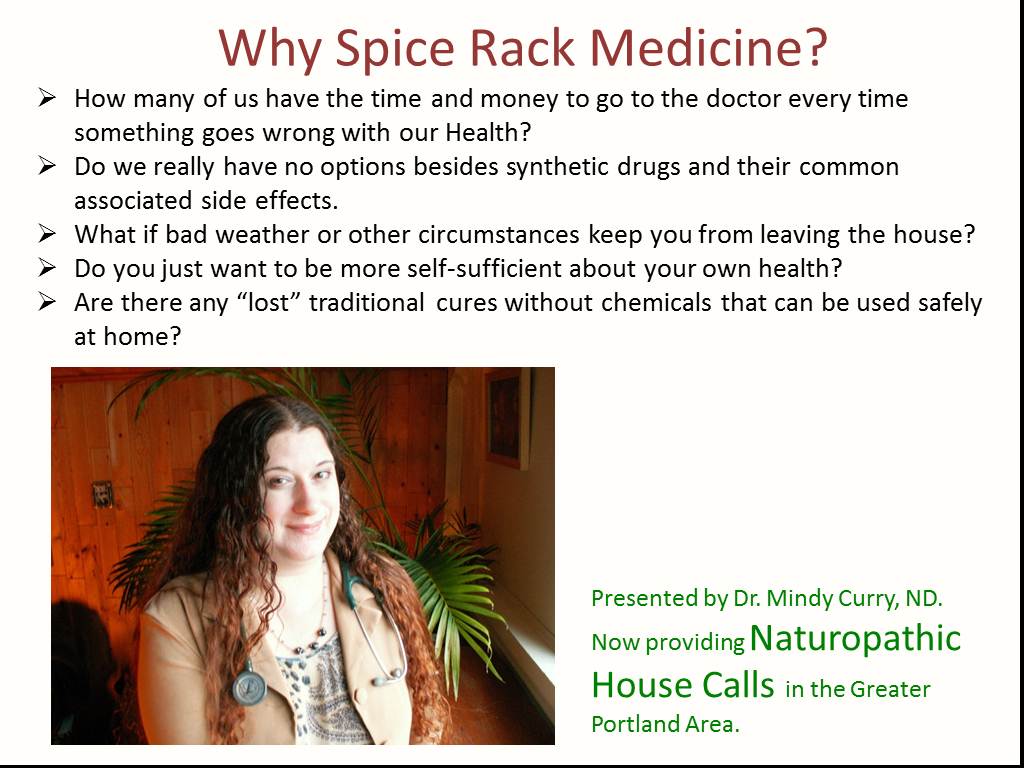 Why Spice Rack Medicine?
➢ How many of us have the time and money to go to the doctor every time
something goes wrong with our Health?
➢ Do we really have no options besides synthetic drugs and their common
associated side effects.
➢ What if bad weather or other circumstances keep you from leaving the house?
➢ Do you just want to be more self-sufficient about your own health?
➢ Are there any “lost” traditional cures without chemicals that can be used safely
at home?
Presented by Dr. Mindy Curry, ND.
Now providing Naturopathic
House Calls in the Greater
Portland Area.